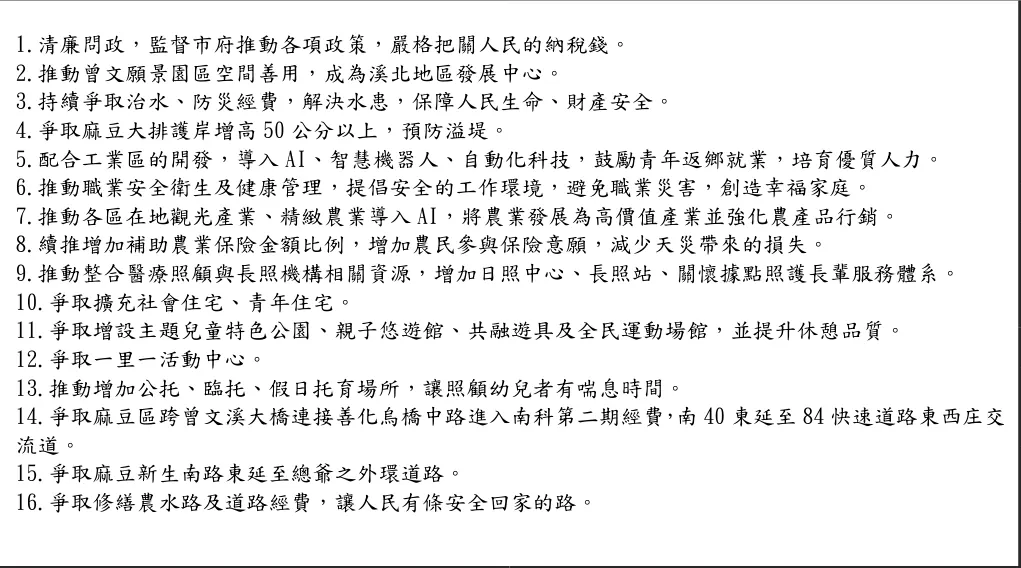 1.清廉問政，監督市府推動各項政策，嚴格把關人民的納稅錢。
2.推動曾文願景園區空間善用，成為溪北地區發展中心。
3.持續爭取治水、防災經費，解決水患，保障人民生命、財產安全。
4.爭取麻豆大排護岸增高 50 公分以上，預防溢堤。
5.配合工業區的開發，導入 AI、智慧機器人、自動化科技，鼓勵青年返鄉就業，培育優質人力。
6.推動職業安全衛生及健康管理，提倡安全的工作環境，避免職業災害，創造幸福家庭。
7.推動各區在地觀光產業、精緻農業導入 AI，將農業發展為高價值產業並強化農產品行銷。
8.續推增加補助農業保險金額比例，增加農民參與保險意願，減少天災帶來的損失。
9.推動整合醫療照顧與長照機構相關資源，增加日照中心、長照站、關懷據點照護長輩服務體系。
10.爭取擴充社會住宅、青年住宅。
11.爭取增設主題兒童特色公園、親子悠遊館、共融遊具及全民運動場館，並提升休憩品質。
12.爭取一里一活動中心。
13.推動增加公托、臨托、假日托育場所，讓照顧幼兒者有喘息時間。
14.爭取麻豆區跨曾文溪大橋連接善化烏橋中路進入南科第二期經費，南 40 東延至 84 快速道路東西庄交
流道。
15.爭取麻豆新生南路東延至總爺之外環道路。
16.爭取修繕農水路及道路經費，讓人民有條安全回家的路。